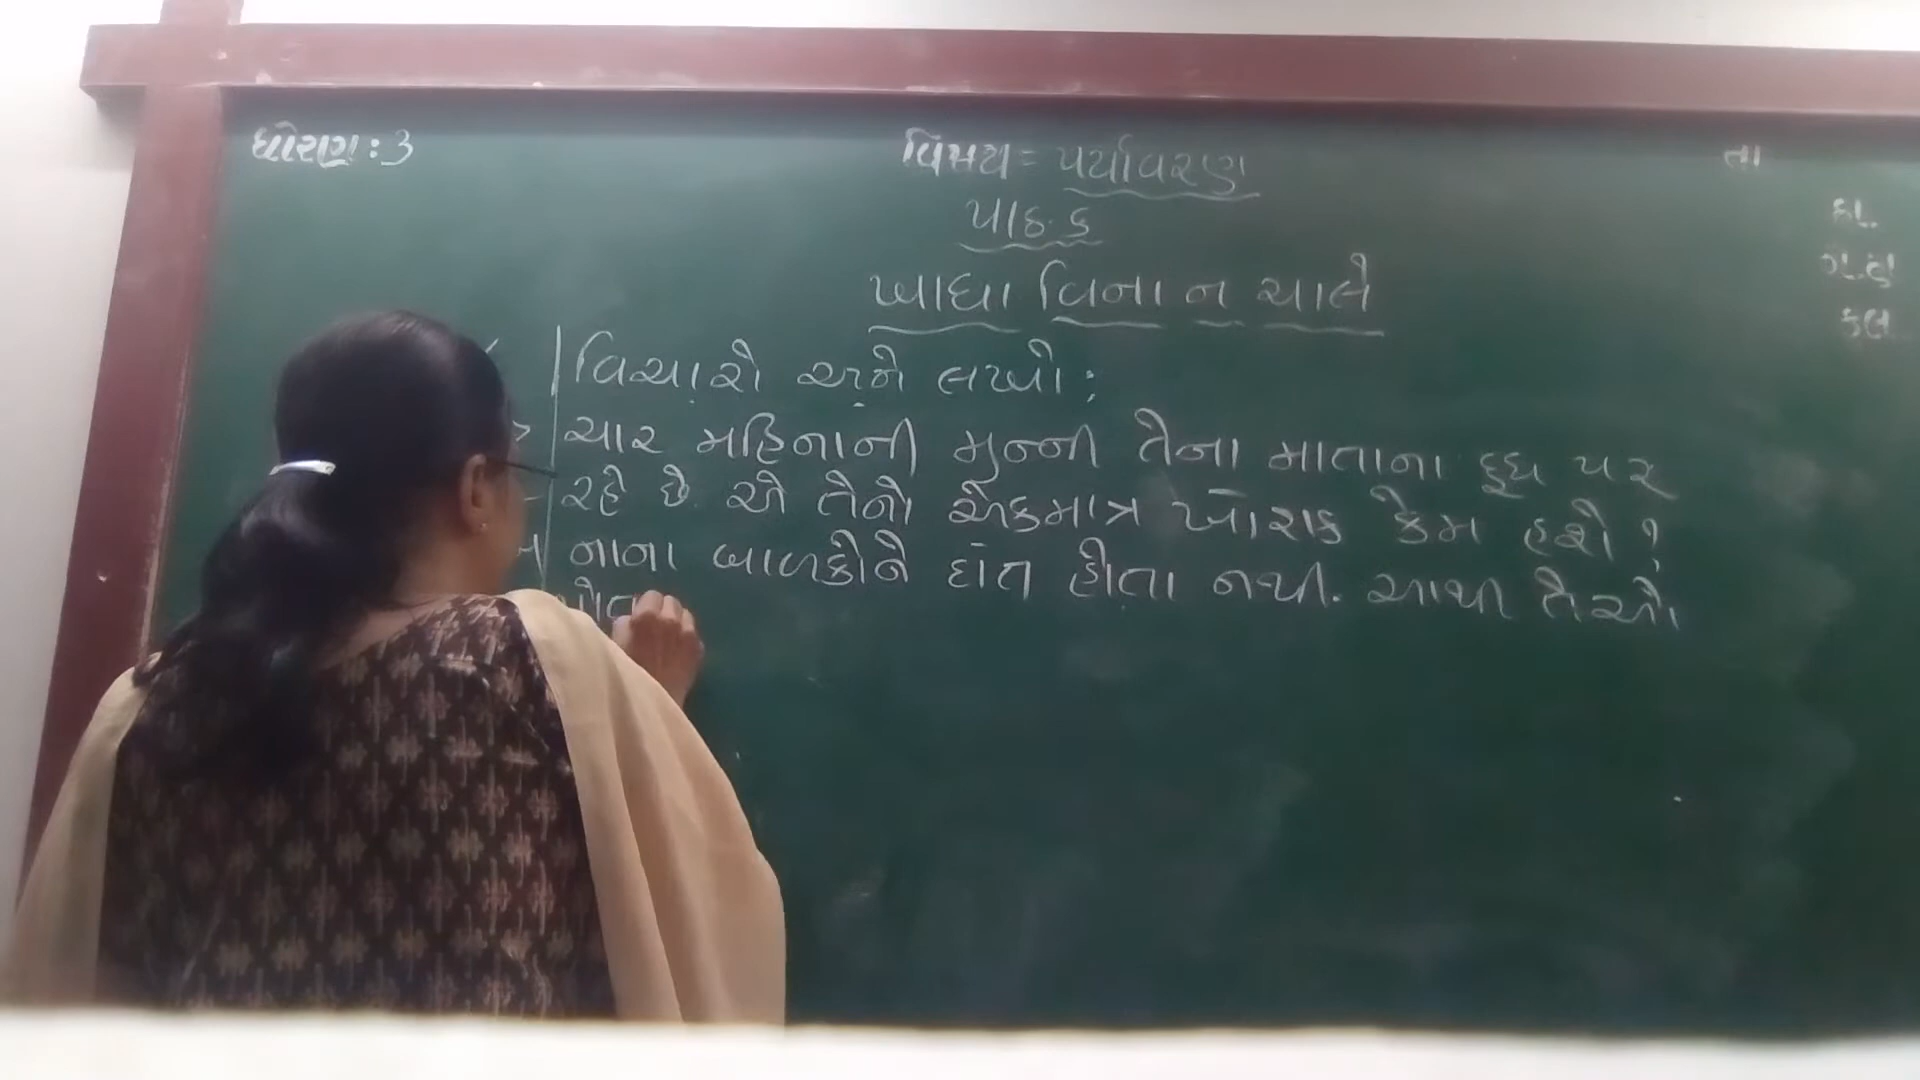 ધોરણ : 3
વિષય = પર્યાવરણ
તા
પાઠ. ૬
ખાધા વિના ન ચાલે
વિચારો અને લખો :
ચાર મહિનાની મુન્ની તેના માતાના દૂધ પર
રહે છે. એ તેનો એકમાત્ર ખોરાક કેમ હશે ?
નાના બાળકોને દાંત હોતા નથી. આથી તેઓ